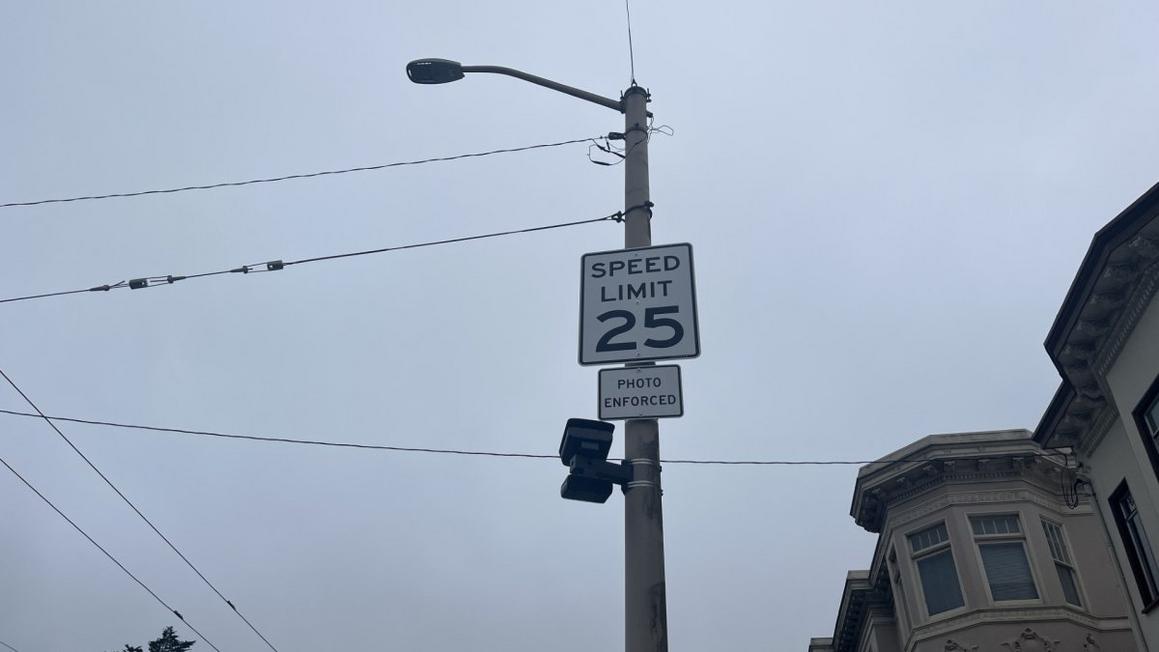 SPEED
LIMIT
25
PHOTO
ENFORCED